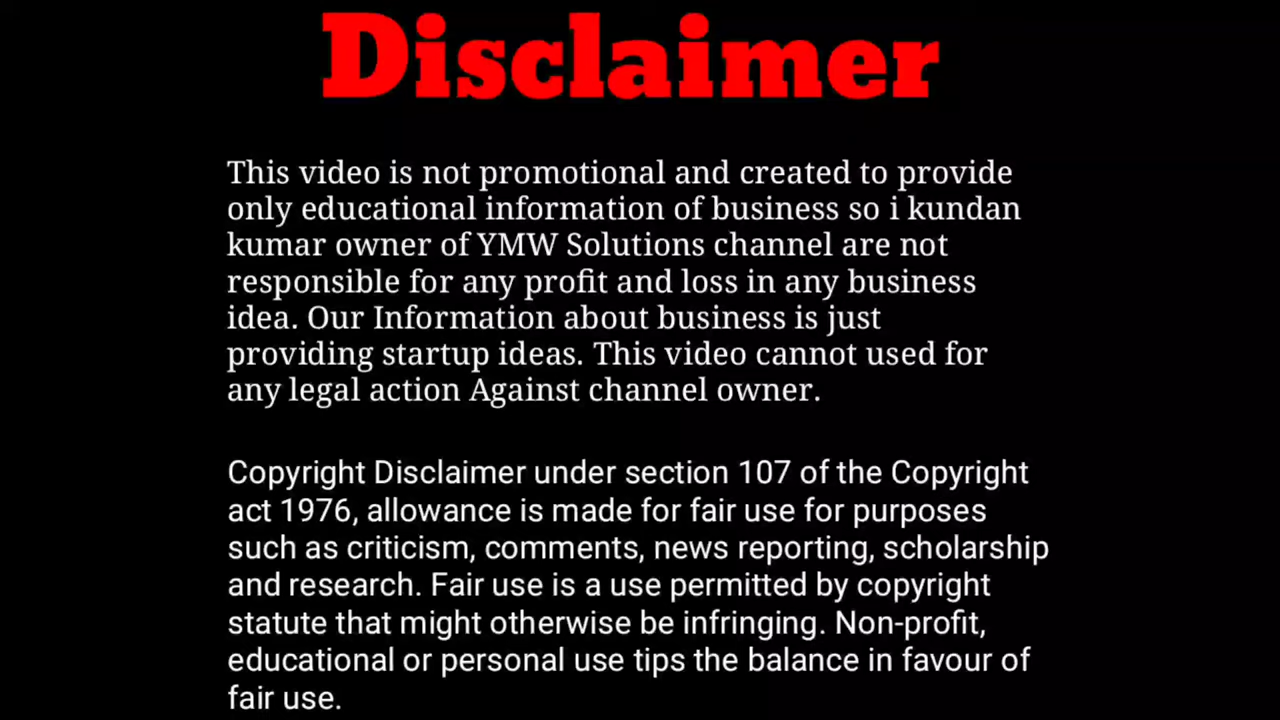 Disclaimer
This video is not promotional and created to provide
only educational information of business so i kundan
kumar owner of YMW Solutions channel are not
responsible for any profit and loss in any business
idea. Our Information about business is just
providing startup ideas. This video cannot used for
any legal action Against channel owner.
Copyright Disclaimer under section 107 of the Copyright
act 1976, allowance is made for fair use for purposes
such as criticism, comments, news reporting, scholarship
and research. Fair use is a use permitted by copyright
statute that might otherwise be infringing. Non-profit,
educational or personal use tips the balance in favour of
fair use.